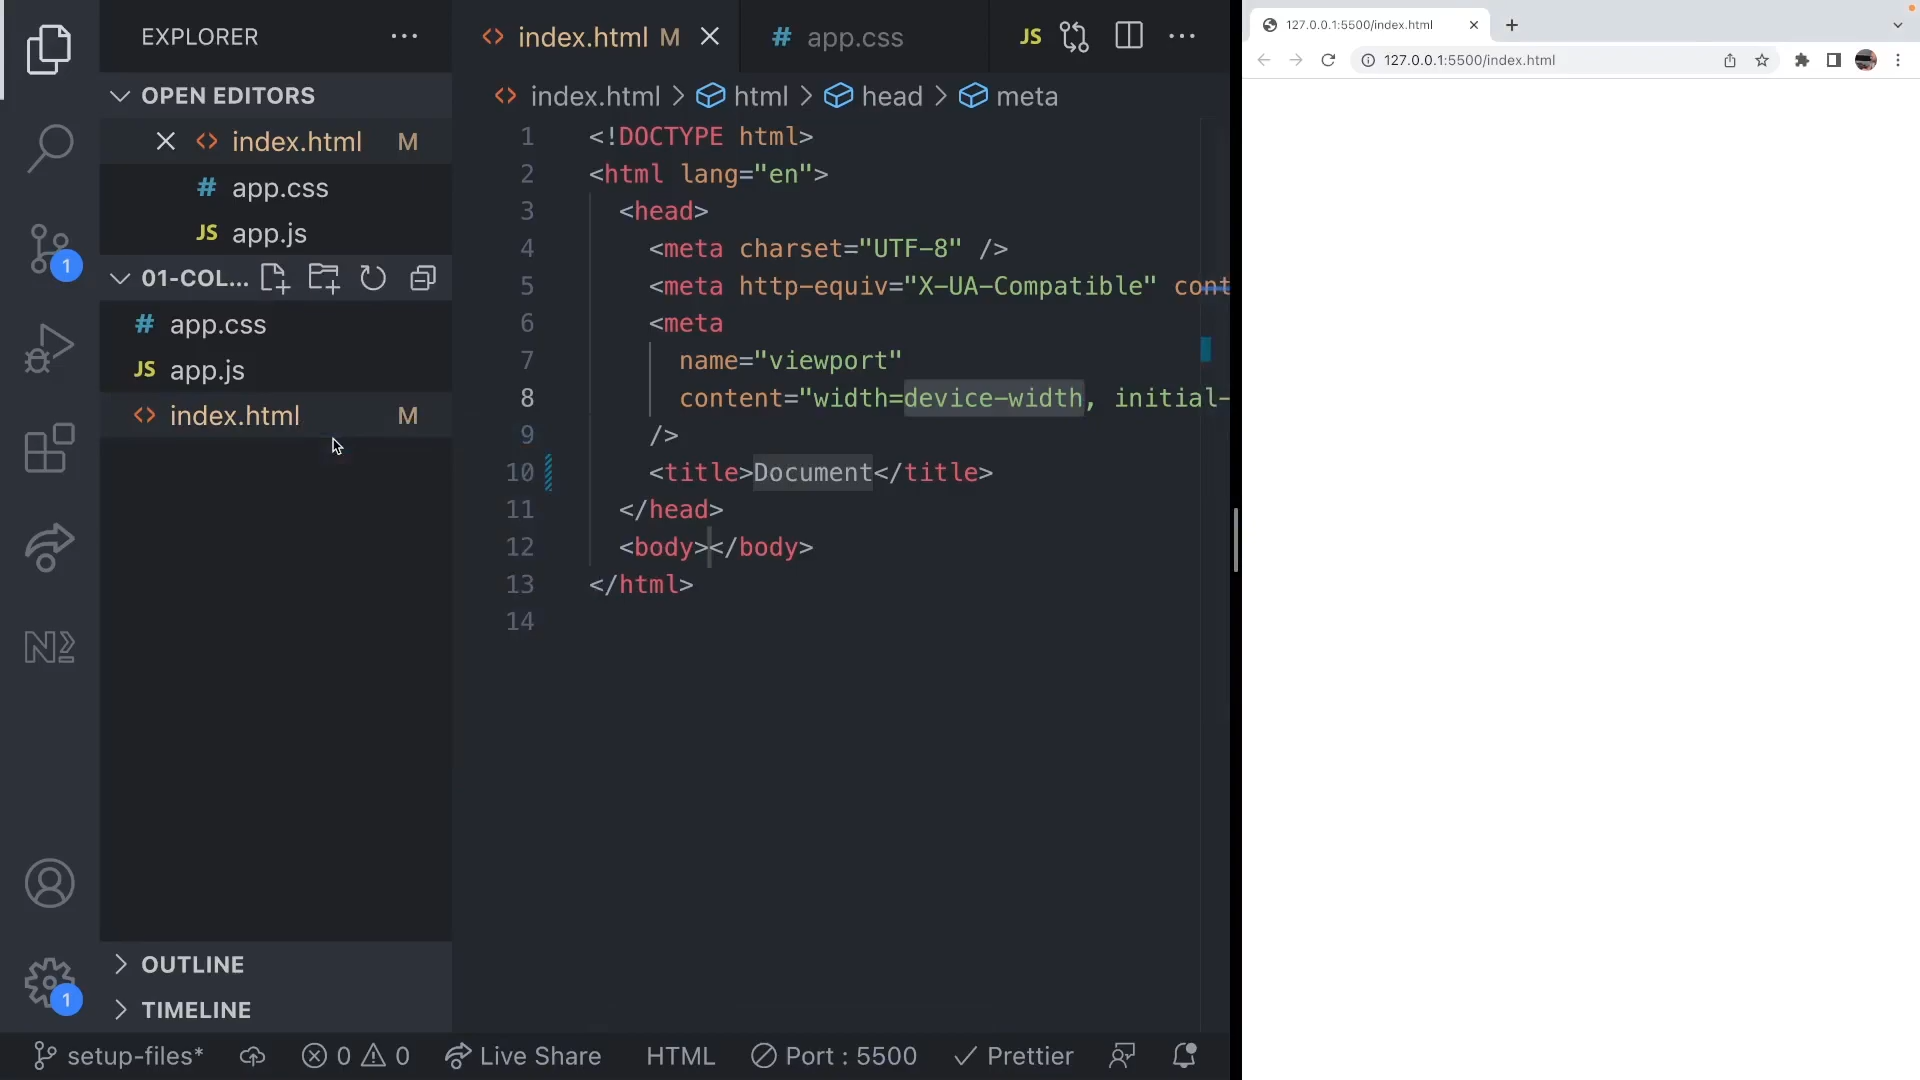 EXPLORER
OPEN EDITORS
index.html M
app.css
app.js
1
01-COL...
app.css
app.js
index.html M
OUTLINE
TIMELINE
1
index.html M
# app.css
JS
index.html > html > head > meta
1 <!DOCTYPE html>
2 <html lang="en">
3 <head>
4 <meta charset="UTF-8" />
5 <meta http-equiv="X-UA-Compatible" cont
6 <meta
7 name="viewport"
8 content="width=device-width, initial-
9 />
10 <title>Document</title>
11 </head>
12 <body></body>
13 </html>
14
setup-files* 0 0 Live Share HTML Port : 5500 Prettier
127.0.0.1:5500/index.html
127.0.0.1:5500/index.html